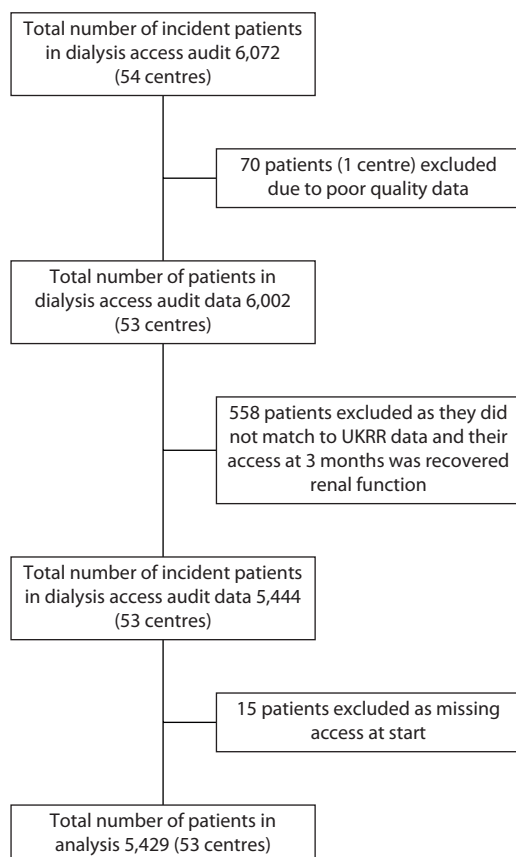 Total number of incident patients
in dialysis access audit 6,072
(54 centres)
70 patients (1 centre) excluded
due to poor quality data
Total number of patients in
dialysis access audit data 6,002
(53 centres)
558 patients excluded as they did
not match to UKRR data and their
access at 3 months was recovered
renal function
Total number of incident patients
in dialysis access audit data 5,444
(53 centres)
15 patients excluded as missing
access at start
Total number of patients in
analysis 5,429 (53 centres)